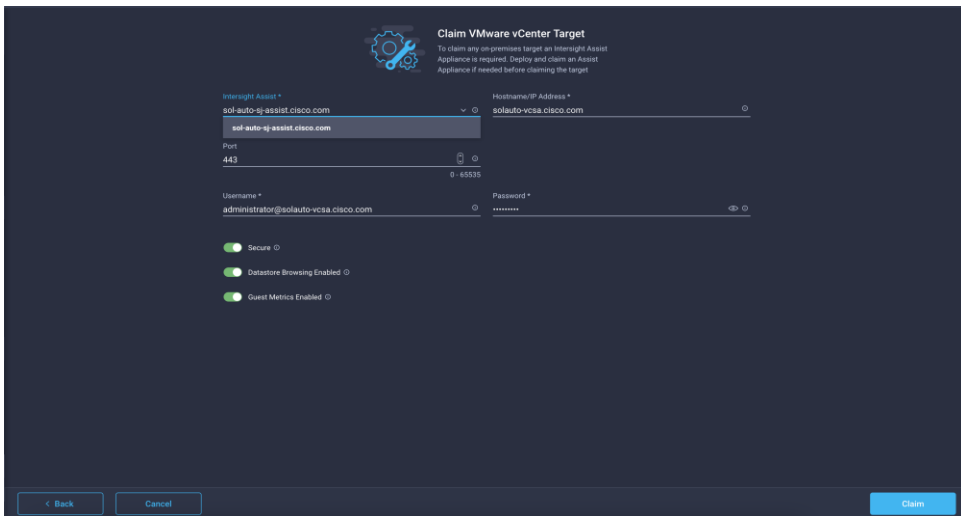 Claim VMware vCenter Target
To claim any on-premises target an Intersight Assist
Appliance is required. Deploy and claim an Assist
Appliance if needed before claiming the target
Intersight Assist *
sol-auto-sj-assist.cisco.com
sol-auto-sj-assist.cisco.com
Hostname/IP Address *
solauto-vcsa.cisco.com
Port
443
0 - 65535
Username *
administrator@solauto-vcsa.cisco.com
Password *
•••••••••
Secure
Datastore Browsing Enabled
Guest Metrics Enabled
< Back
Cancel
Claim